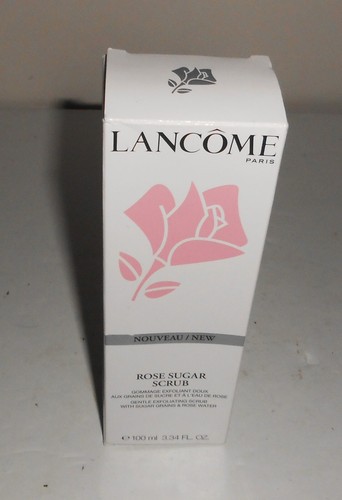 LANCÔME
PARIS
NOUVEAU / NEW
ROSE SUGAR
SCRUB
GOMMAGE EXFOLIANT DOUX
AUX GRAINS DE SUCRE ET À L'EAU DE ROSE
GENTLE EXFOLIATING SCRUB
WITH SUGAR GRAINS & ROSE WATER
e 100 ml 3.34 FL. OZ.